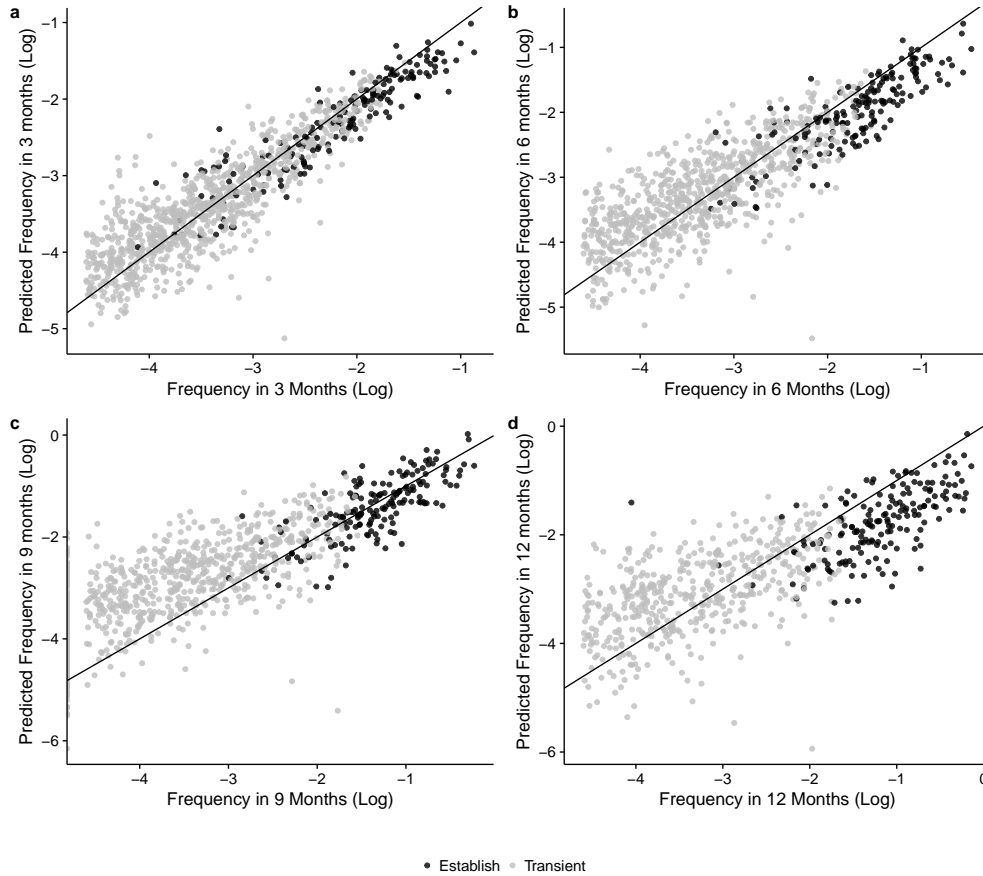 a
Predicted Frequency in 3 months (Log)
−1
−2
−3
−4
−5
−4 −3 −2 −1
Frequency in 3 Months (Log)
b
Predicted Frequency in 6 months (Log)
−1
−2
−3
−4
−5
−4 −3 −2 −1
Frequency in 6 Months (Log)
c
Predicted Frequency in 9 months (Log)
0
−2
−4
−6
−4 −3 −2 −1
Frequency in 9 Months (Log)
d
Predicted Frequency in 12 months (Log)
0
−2
−4
−6
−4 −3 −2 −1 0
Frequency in 12 Months (Log)
Establish Transient